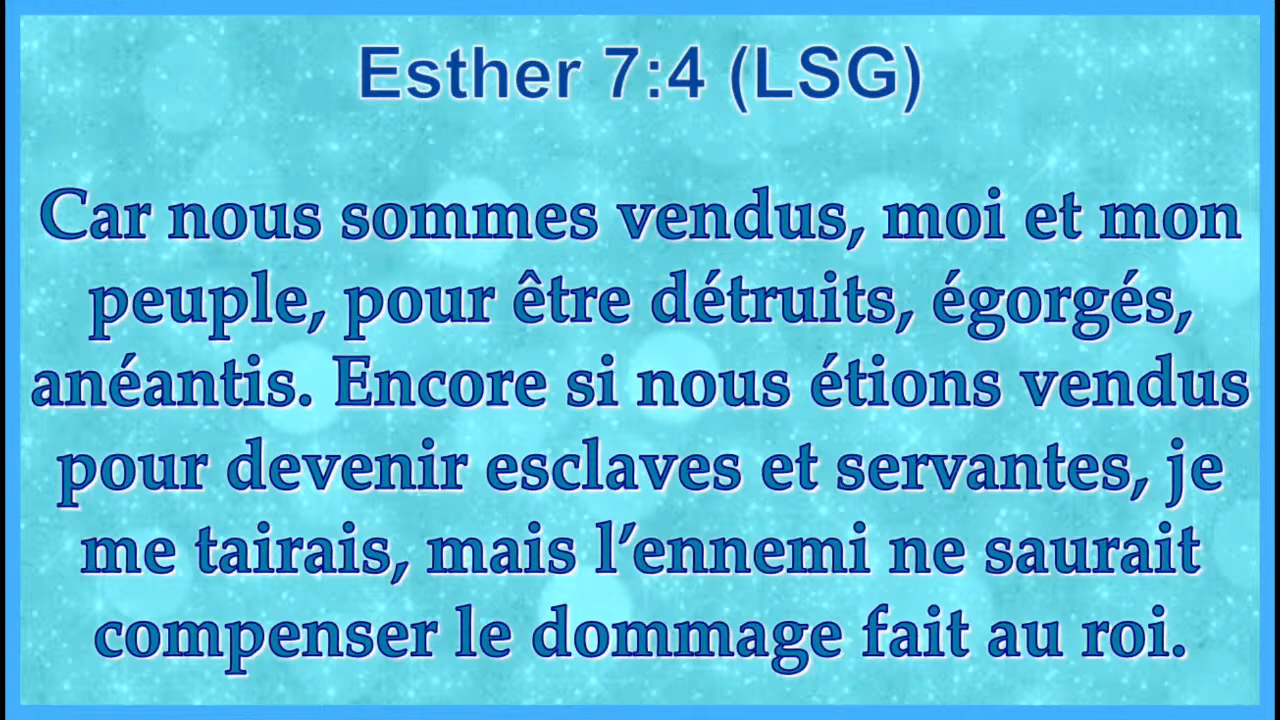 Esther 7:4 (LSG)
Car nous sommes vendus, moi et mon
peuple, pour être détruits, égorgés,
anéantis. Encore si nous étions vendus
pour devenir esclaves et servantes, je
me tairais, mais l’ennemi ne saurait
compenser le dommage fait au roi.